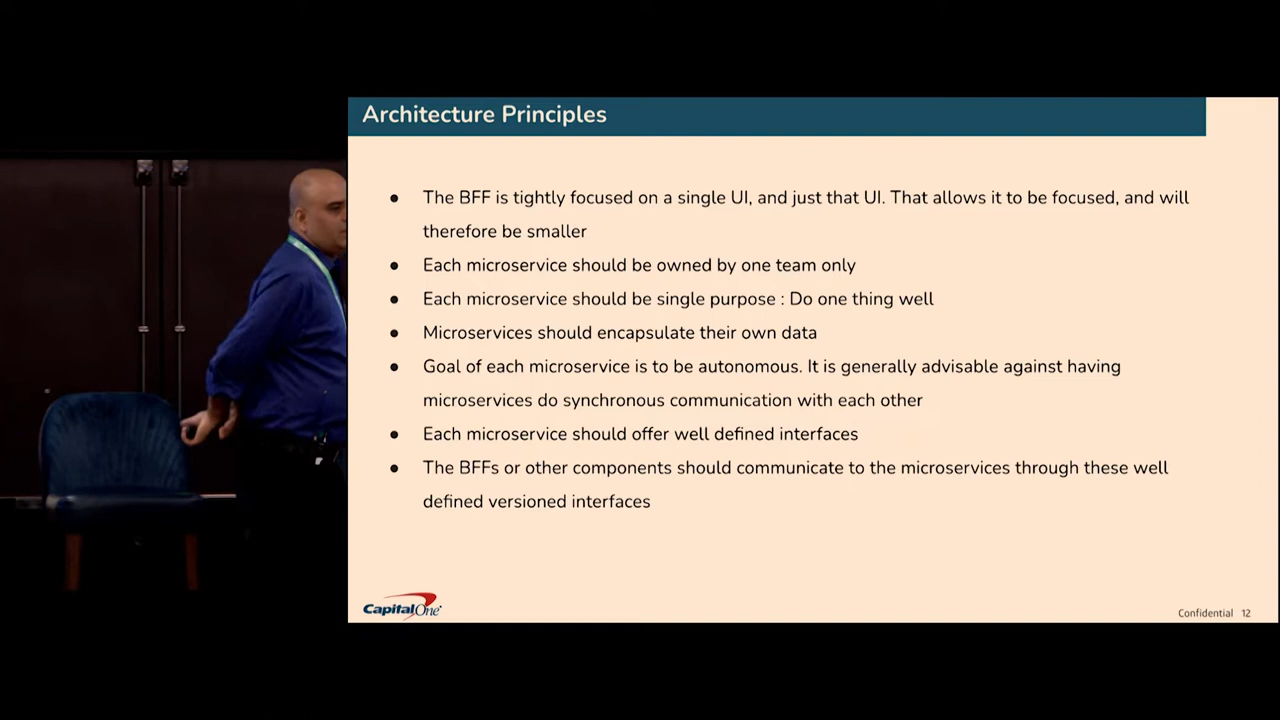 Architecture Principles
● The BFF is tightly focused on a single UI, and just that UI. That allows it to be focused, and will
therefore be smaller
● Each microservice should be owned by one team only
● Each microservice should be single purpose : Do one thing well
● Microservices should encapsulate their own data
● Goal of each microservice is to be autonomous. It is generally advisable against having
microservices do synchronous communication with each other
● Each microservice should offer well defined interfaces
● The BFFs or other components should communicate to the microservices through these well
defined versioned interfaces
CapitalOne
Confidential 12